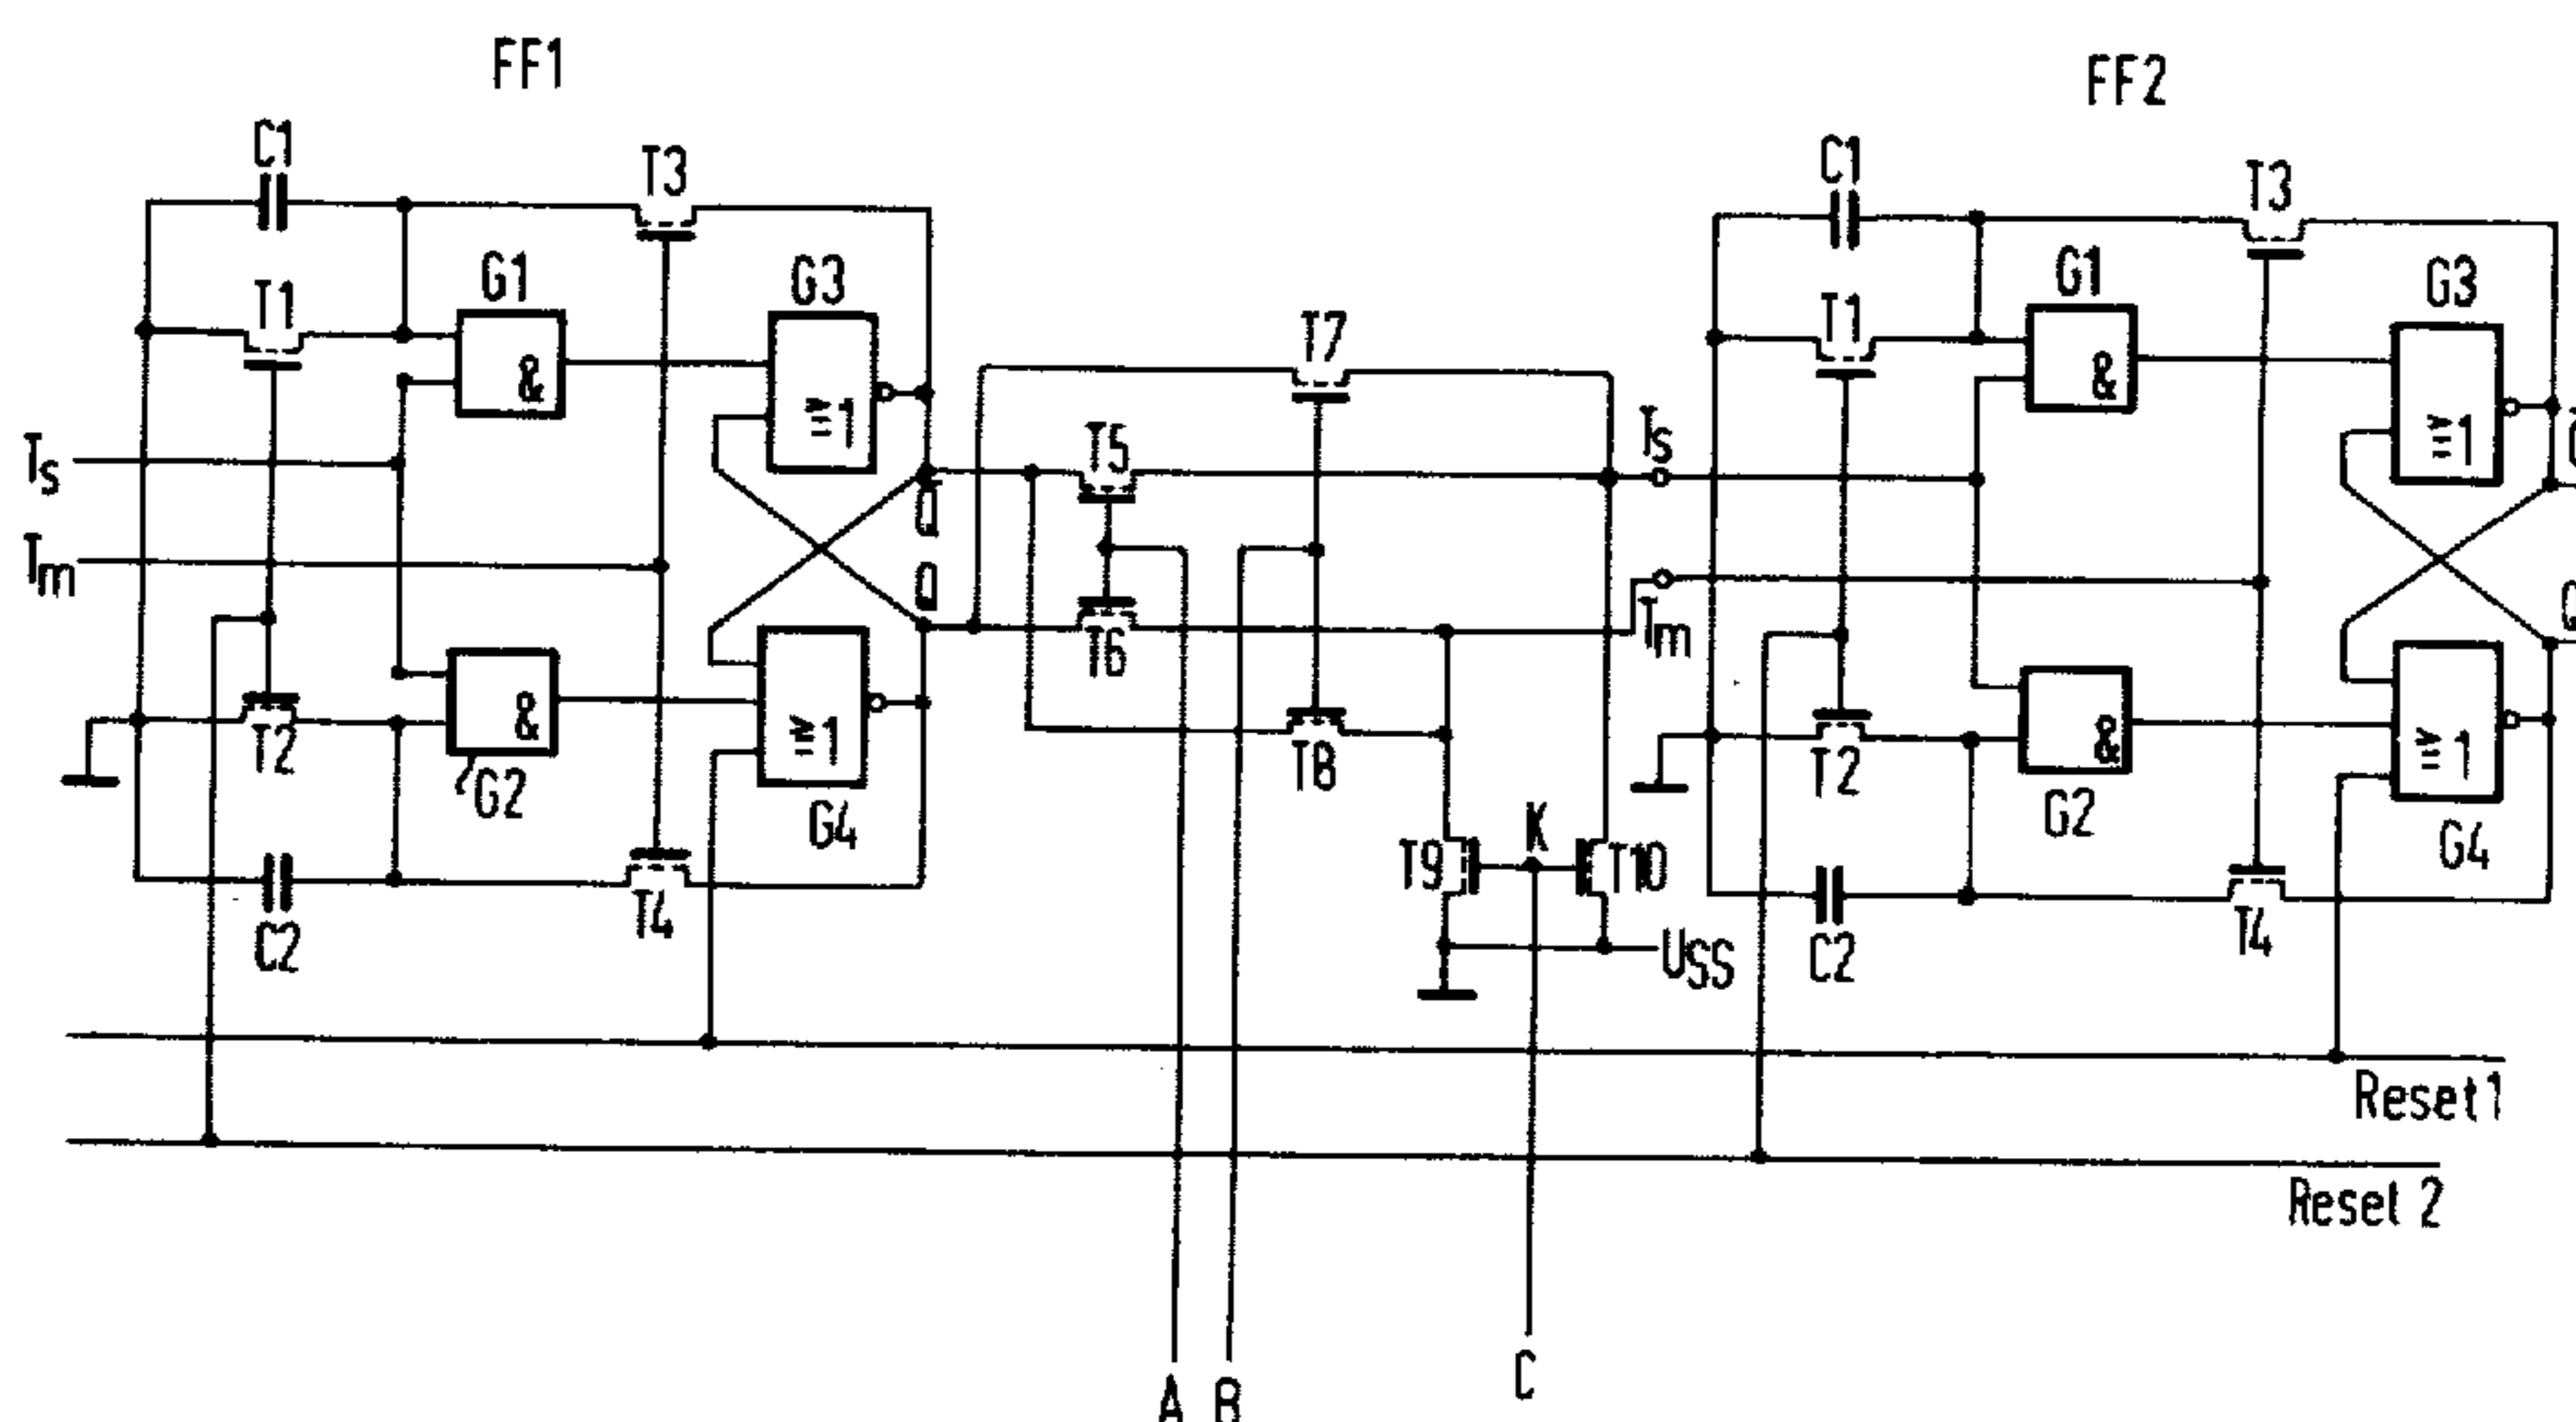 FF1
FF2
C1
T3
C1
T3
T1
G1
G3
T7
T1
G1
G3
&
≥1
&
≥1
Ts
T5
Ts
Q
Tm
Q
T6
Tm
T2
&
G2
≥1
G4
T8
T2
&
G2
≥1
G4
C2
T4
T9
K
T10
USS
C2
T4
Reset1
Reset 2
A
B
C